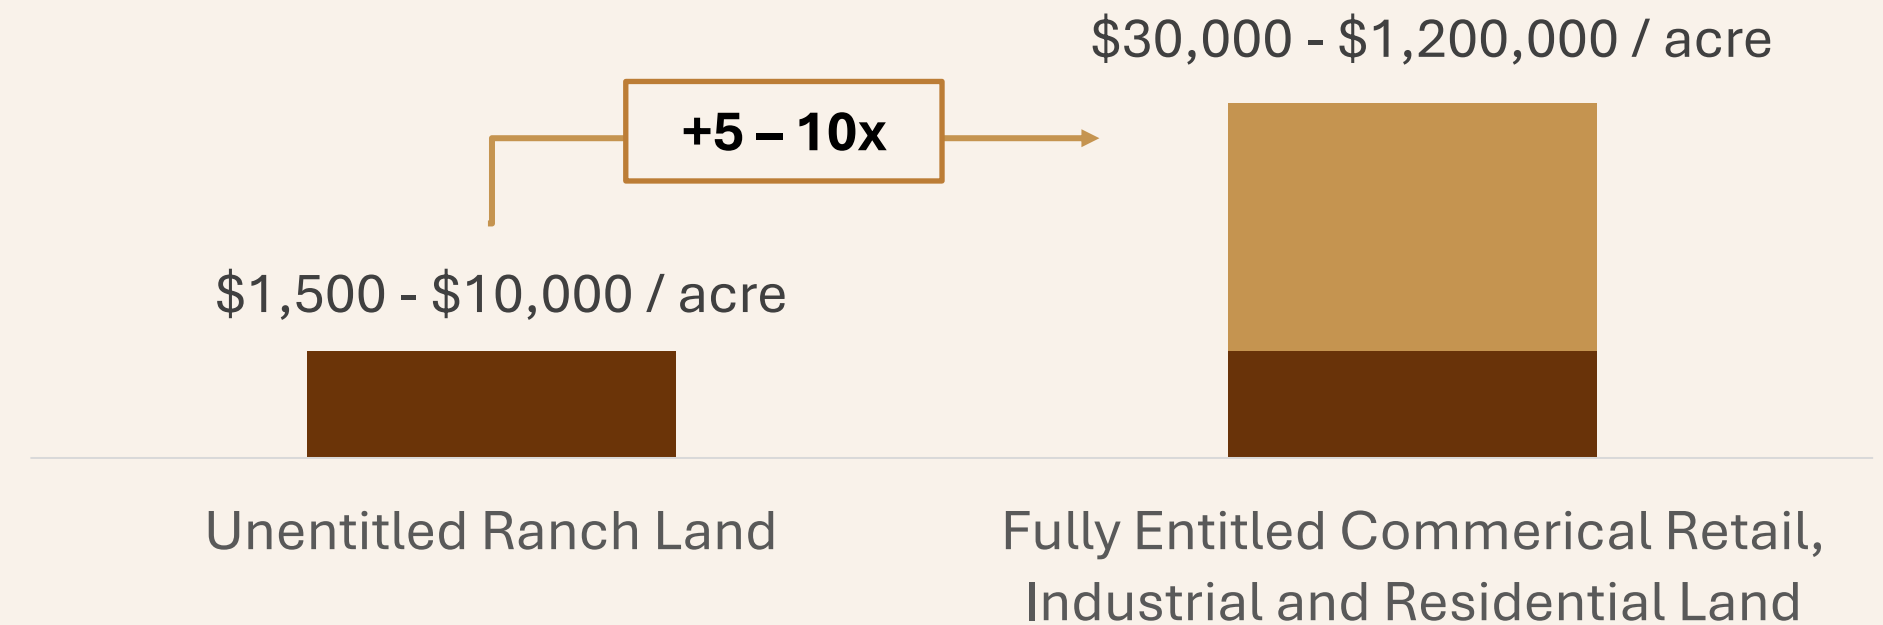 $30,000 - $1,200,000 / acre
+5 – 10x
$1,500 - $10,000 / acre
Unentitled Ranch Land
Fully Entitled Commerical Retail,
Industrial and Residential Land